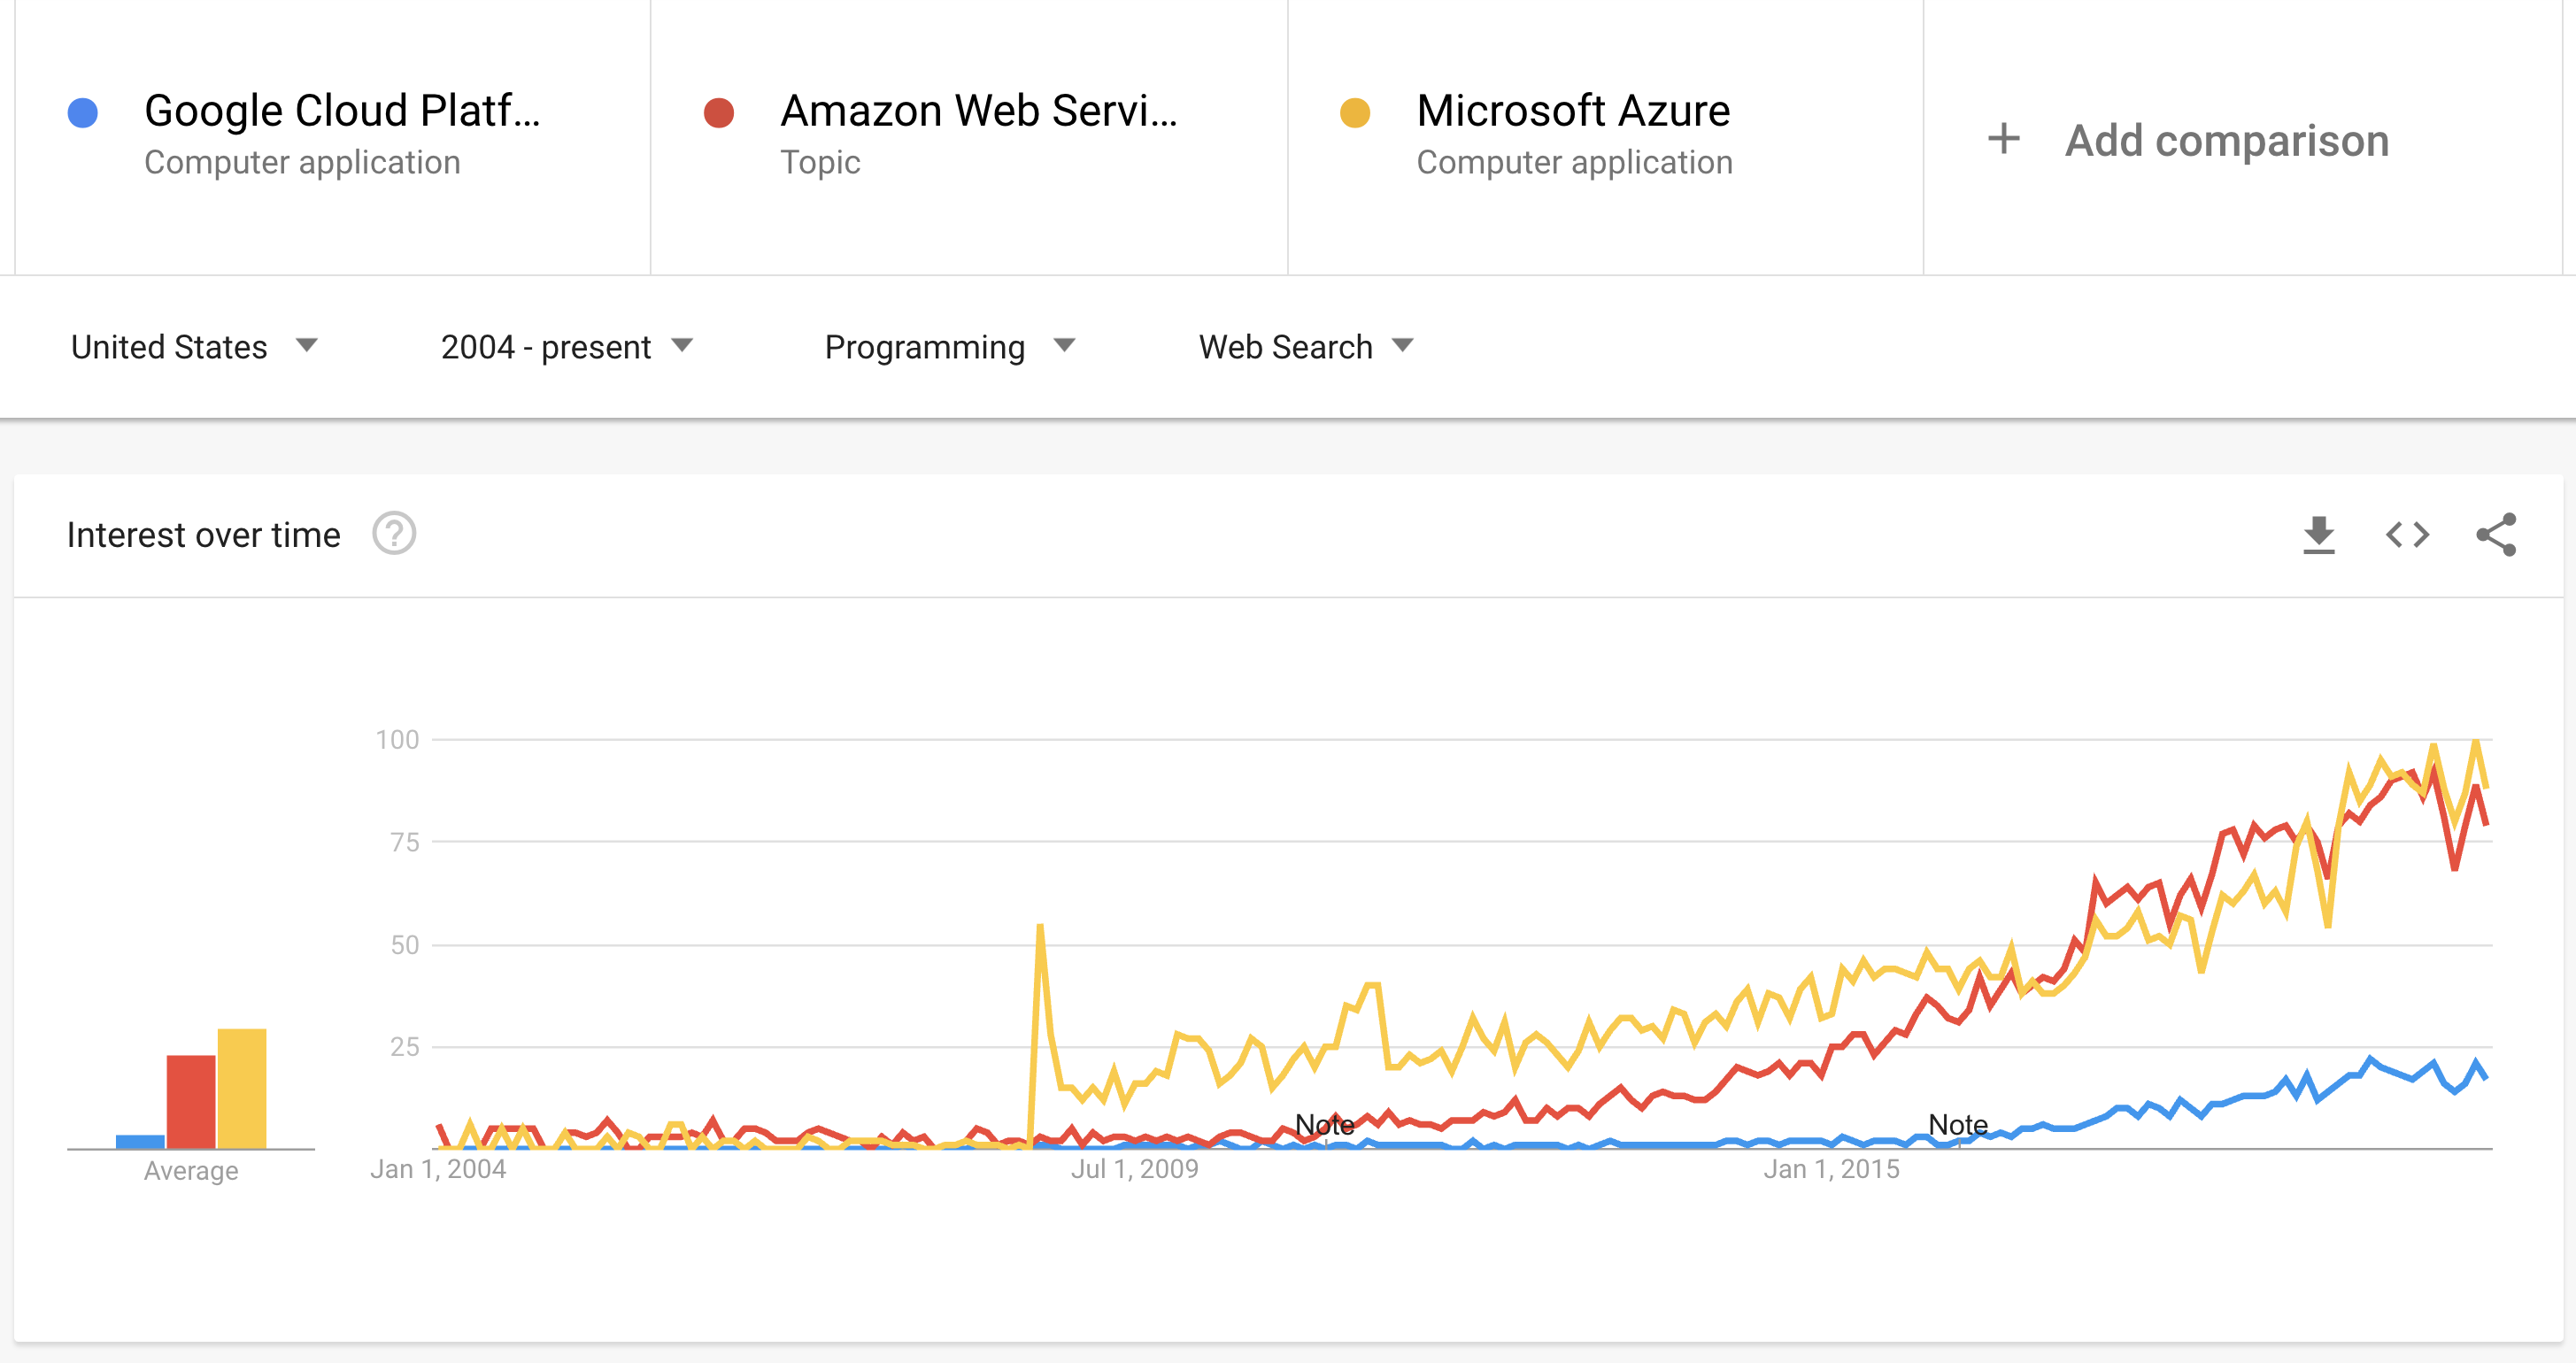 Google Cloud Platf...
Computer application
Amazon Web Servi...
Topic
Microsoft Azure
Computer application
+ Add comparison
United States
2004 - present
Programming
Web Search
Interest over time ?
100
75
50
25
Note
Note
Average
Jan 1, 2004
Jul 1, 2009
Jan 1, 2015